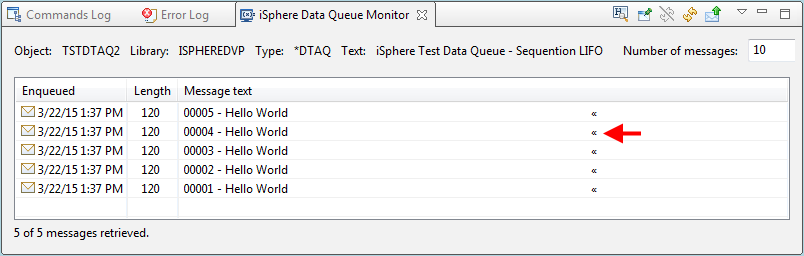 Commands Log Error Log iSphere Data Queue Monitor
Object: TSTDTAQ2 Library: ISPHEREDVP Type: *DTAQ Text: iSphere Test Data Queue - Sequention LIFO Number of messages: 10
Enqueued Length Message text
3/22/15 1:37 PM 120 00005 - Hello World «
3/22/15 1:37 PM 120 00004 - Hello World «
3/22/15 1:37 PM 120 00003 - Hello World «
3/22/15 1:37 PM 120 00002 - Hello World «
3/22/15 1:37 PM 120 00001 - Hello World «
5 of 5 messages retrieved.